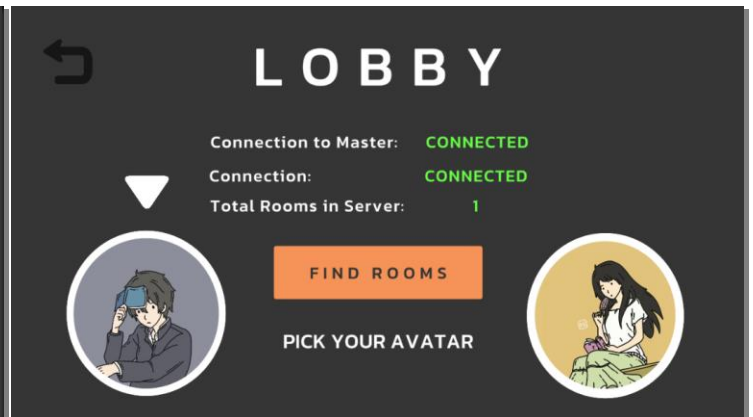 LOBBY
Connection to Master: CONNECTED
Connection: CONNECTED
Total Rooms in Server: 1
FIND ROOMS
PICK YOUR AVATAR